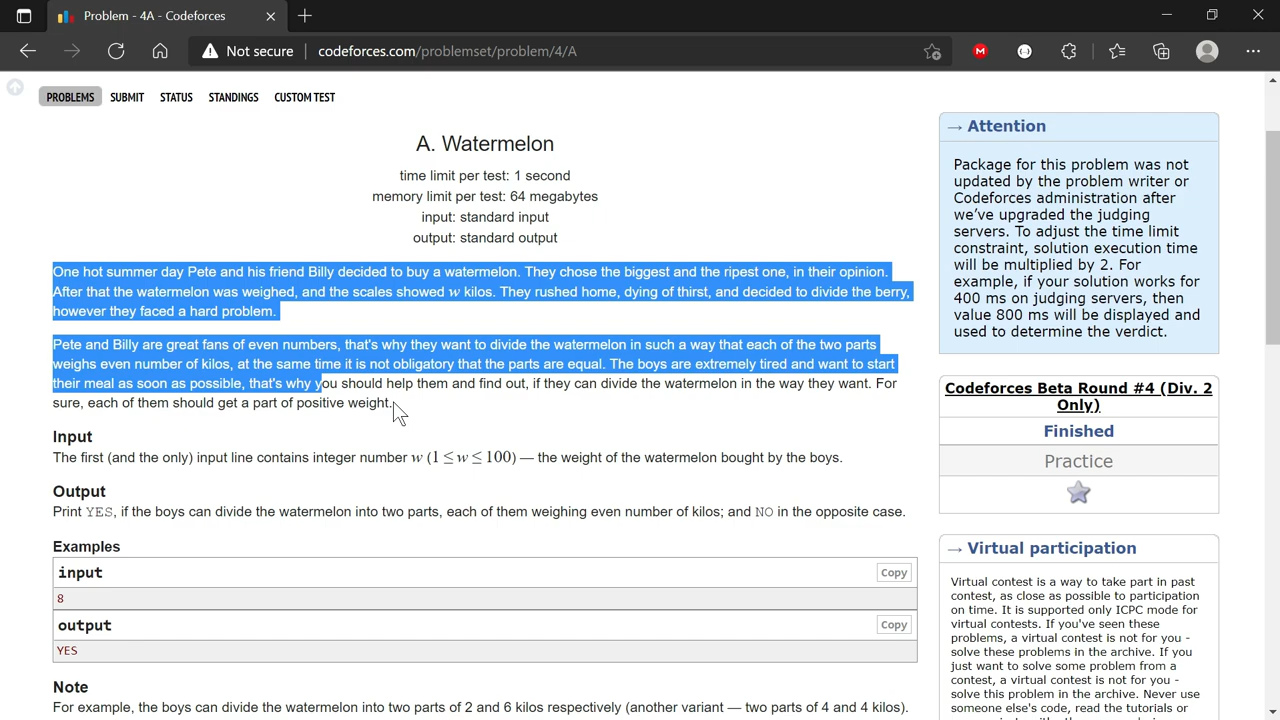 Problem - 4A - Codeforces
Not secure
codeforces.com/problemset/problem/4/A
PROBLEMS SUBMIT STATUS STANDINGS CUSTOM TEST
A. Watermelon
time limit per test: 1 second
memory limit per test: 64 megabytes
input: standard input
output: standard output
One hot summer day Pete and his friend Billy decided to buy a watermelon. They chose the biggest and the ripest one, in their opinion.
After that the watermelon was weighed, and the scales showed w kilos. They rushed home, dying of thirst, and decided to divide the berry,
however they faced a hard problem.
Pete and Billy are great fans of even numbers, that's why they want to divide the watermelon in such a way that each of the two parts
weighs even number of kilos, at the same time it is not obligatory that the parts are equal. The boys are extremely tired and want to start
their meal as soon as possible, that's why you should help them and find out, if they can divide the watermelon in the way they want. For
sure, each of them should get a part of positive weight.
Input
The first (and the only) input line contains integer number w (1 ≤ w ≤ 100) — the weight of the watermelon bought by the boys.
Output
Print YES, if the boys can divide the watermelon into two parts, each of them weighing even number of kilos; and NO in the opposite case.
Examples
input
Copy
8
output
Copy
YES
Note
For example, the boys can divide the watermelon into two parts of 2 and 6 kilos respectively (another variant — two parts of 4 and 4 kilos).
→ Attention
Package for this problem was not
updated by the problem writer or
Codeforces administration after
we've upgraded the judging
servers. To adjust the time limit
constraint, solution execution time
will be multiplied by 2. For
example, if your solution works for
400 ms on judging servers, then
value 800 ms will be displayed and
used to determine the verdict.
Codeforces Beta Round #4 (Div. 2
Only)
Finished
Practice
→ Virtual participation
Virtual contest is a way to take part in past
contest, as close as possible to participation
on time. It is supported only ICPC mode for
virtual contests. If you've seen these
problems, a virtual contest is not for you -
solve these problems in the archive. If you
just want to solve some problem from a
contest, a virtual contest is not for you -
solve this problem in the archive. Never use
someone else's code, read the tutorials or